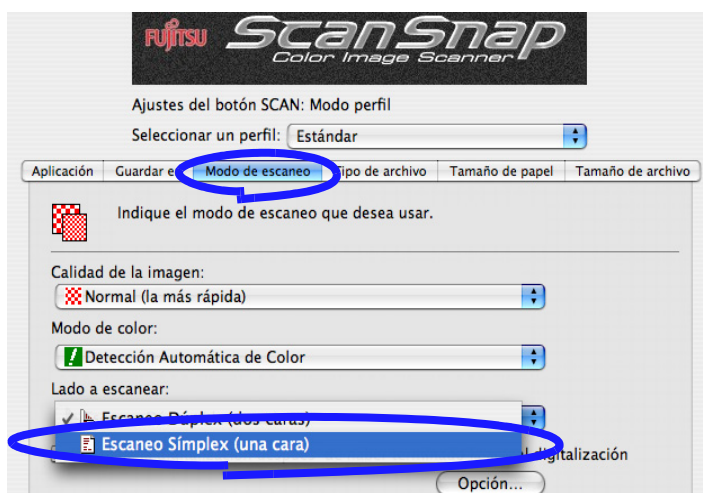 FUJITSU ScanSnap
Color Image Scanner
Ajustes del botón SCAN: Modo perfil
Seleccionar un perfil: Estándar
Aplicación Guardar e Modo de escaneo Tipo de archivo Tamaño de papel Tamaño de archivo
Indique el modo de escaneo que desea usar.
Calidad de la imagen:
Normal (la más rápida)
Modo de color:
Detección Automática de Color
Lado a escanear:
Escaneo Dúplex (dos caras)
Escaneo Símplex (una cara)
digitalización
Opción...